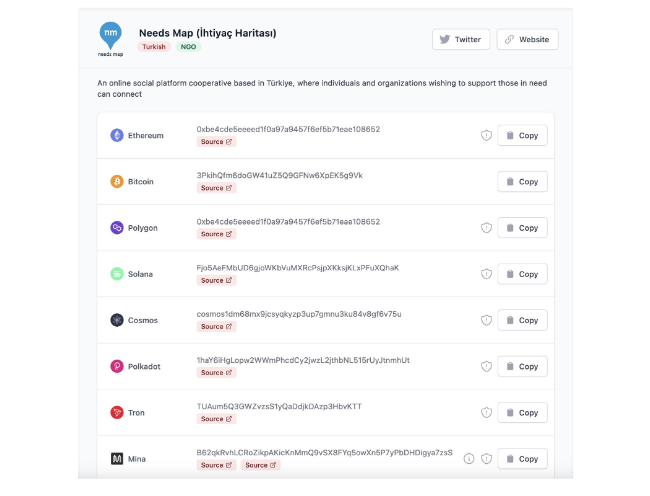 nm
needs map
Needs Map (İhtiyaç Haritası)
Turkish NGO
Twitter
Website
An online social platform cooperative based in Türkiye, where individuals and organizations wishing to support those in need
can connect
Ethereum
0xbe4cde5eeeed1f0a97a9457f6ef5b71eae108652
Source
Copy
Bitcoin
3PkihQfm6doGW41uZ5Q9GFNw6XpEK5g9Vk
Source
Copy
Polygon
0xbe4cde5eeeed1f0a97a9457f6ef5b71eae108652
Source
Copy
Solana
Fjo5AeFMbUD6gjoWKbVuMXRcPsjpXKksjKLxPFuXQhaK
Source
Copy
Cosmos
cosmos1dm68mx9jcsyqkyzp3up7gmnu3ku84v8gf6v75u
Source
Copy
Polkadot
1haY6iHgLopw2WWmPhcdCy2jwzL2jthbNL515rUyJtnmhUt
Source
Copy
Tron
TUAum5Q3GWZvzsS1yQaDdjkDAzp3HbvKTT
Source
Copy
Mina
B62qkRvhLCRoZikpAKicKnNmMmQ9vSX8FYq5owXn5P7yPbDHDigya7zsS
Source Source
Copy